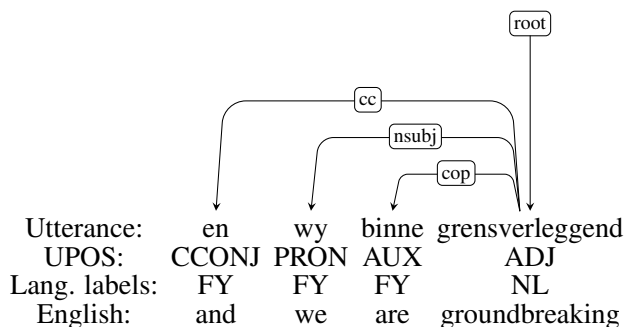 root
cc
nsubj
cop
Utterance: en wy binne grensverleggend
UPOS: CCONJ PRON AUX ADJ
Lang. labels: FY FY FY NL
English: and we are groundbreaking